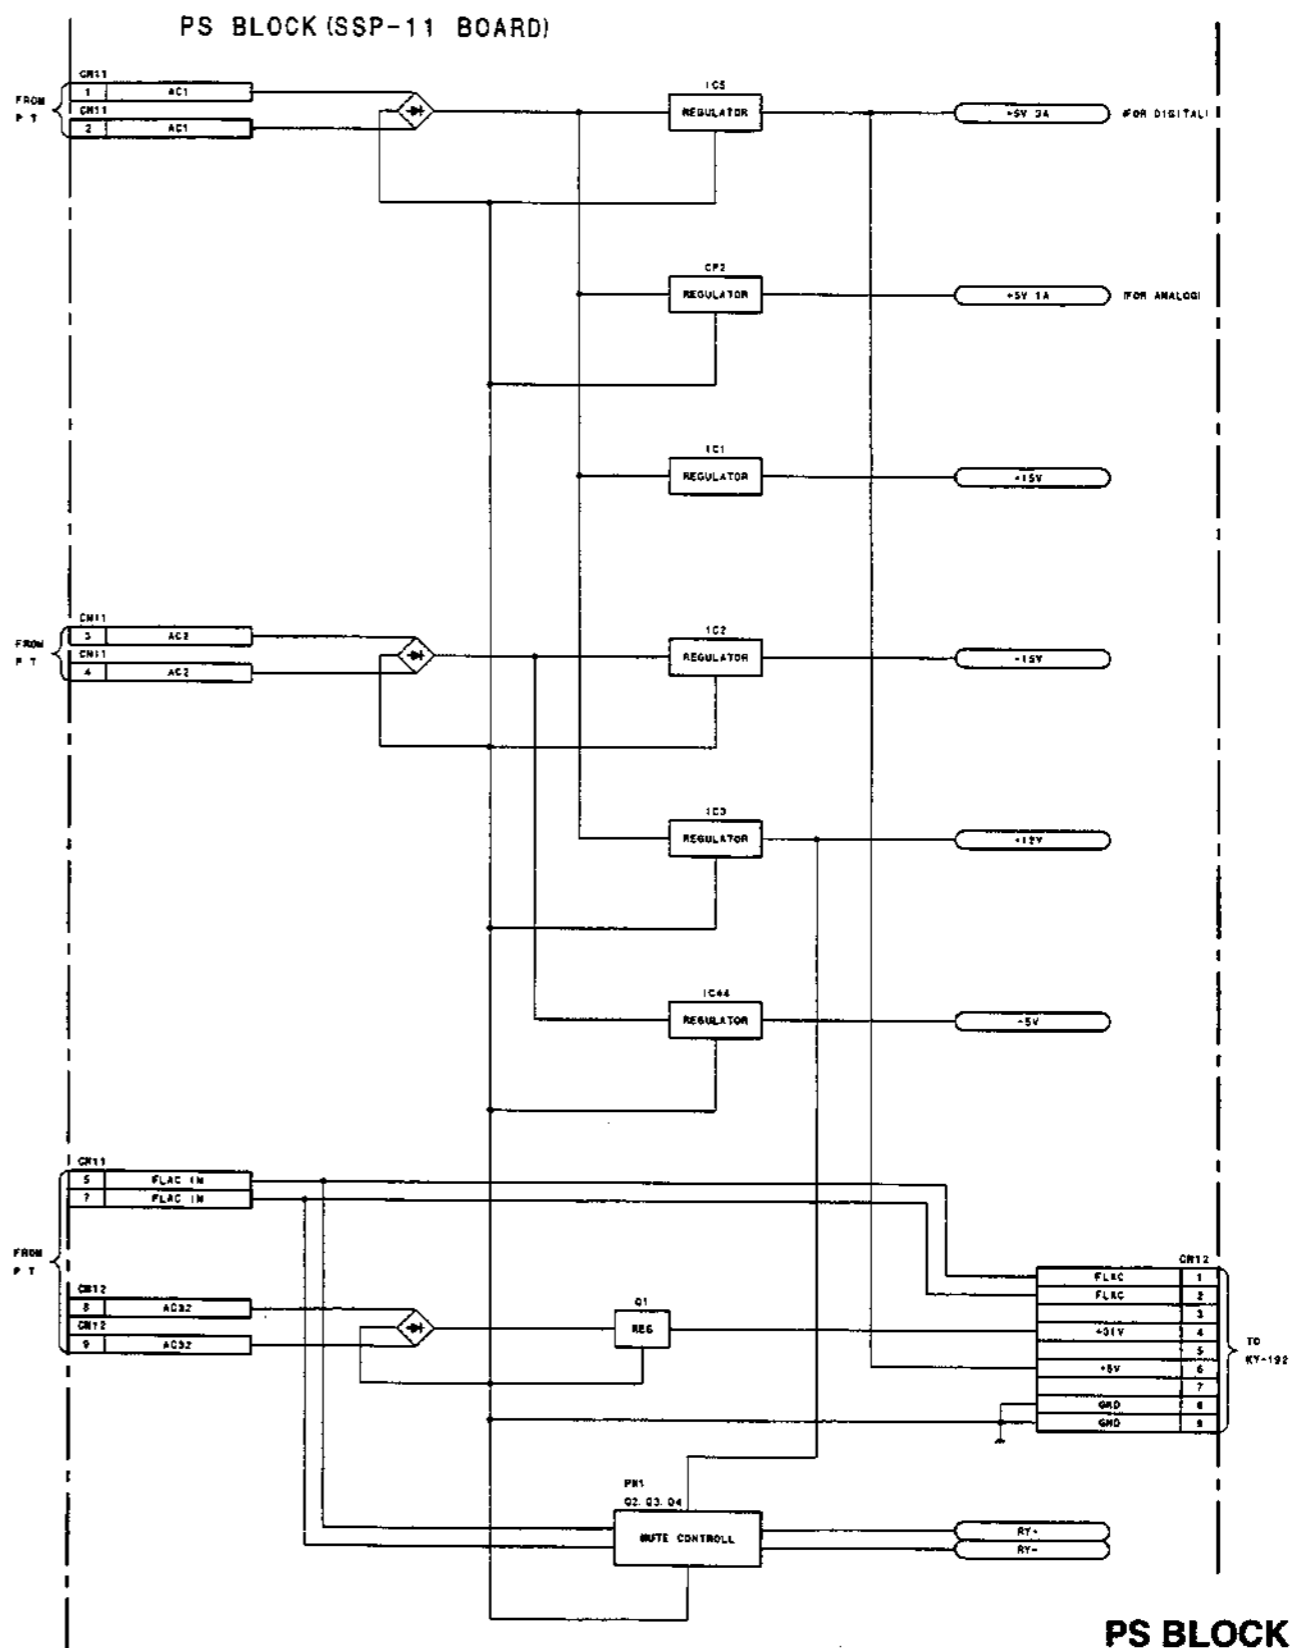 PS BLOCK (SSP-11 BOARD)
CN11
1 AC1
CN11
2 AC1
FROM
P T
IC5
REGULATOR
+5V 3A
(FOR DIGITAL)
CP2
REGULATOR
+5V 1A
(FOR ANALOG)
IC1
REGULATOR
CN11
3 AC2
CN11
4 AC2
FROM
P T
IC2
REGULATOR
-15V
IC3
REGULATOR
+12V
IC44
REGULATOR
-5V
CN11
5 FLAC IN
7 FLAC IN
FROM
P T
CN12
8 AC32
CN12
9 AC32
Q1
REG
CN12
FLAC 1
FLAC 2
3
+31V 4
5
+5V 6
7
GND 8
GND 9
TO
KY-192
PH1
Q2. Q3. Q4
MUTE CONTROLL
RY+
RY-
PS BLOCK